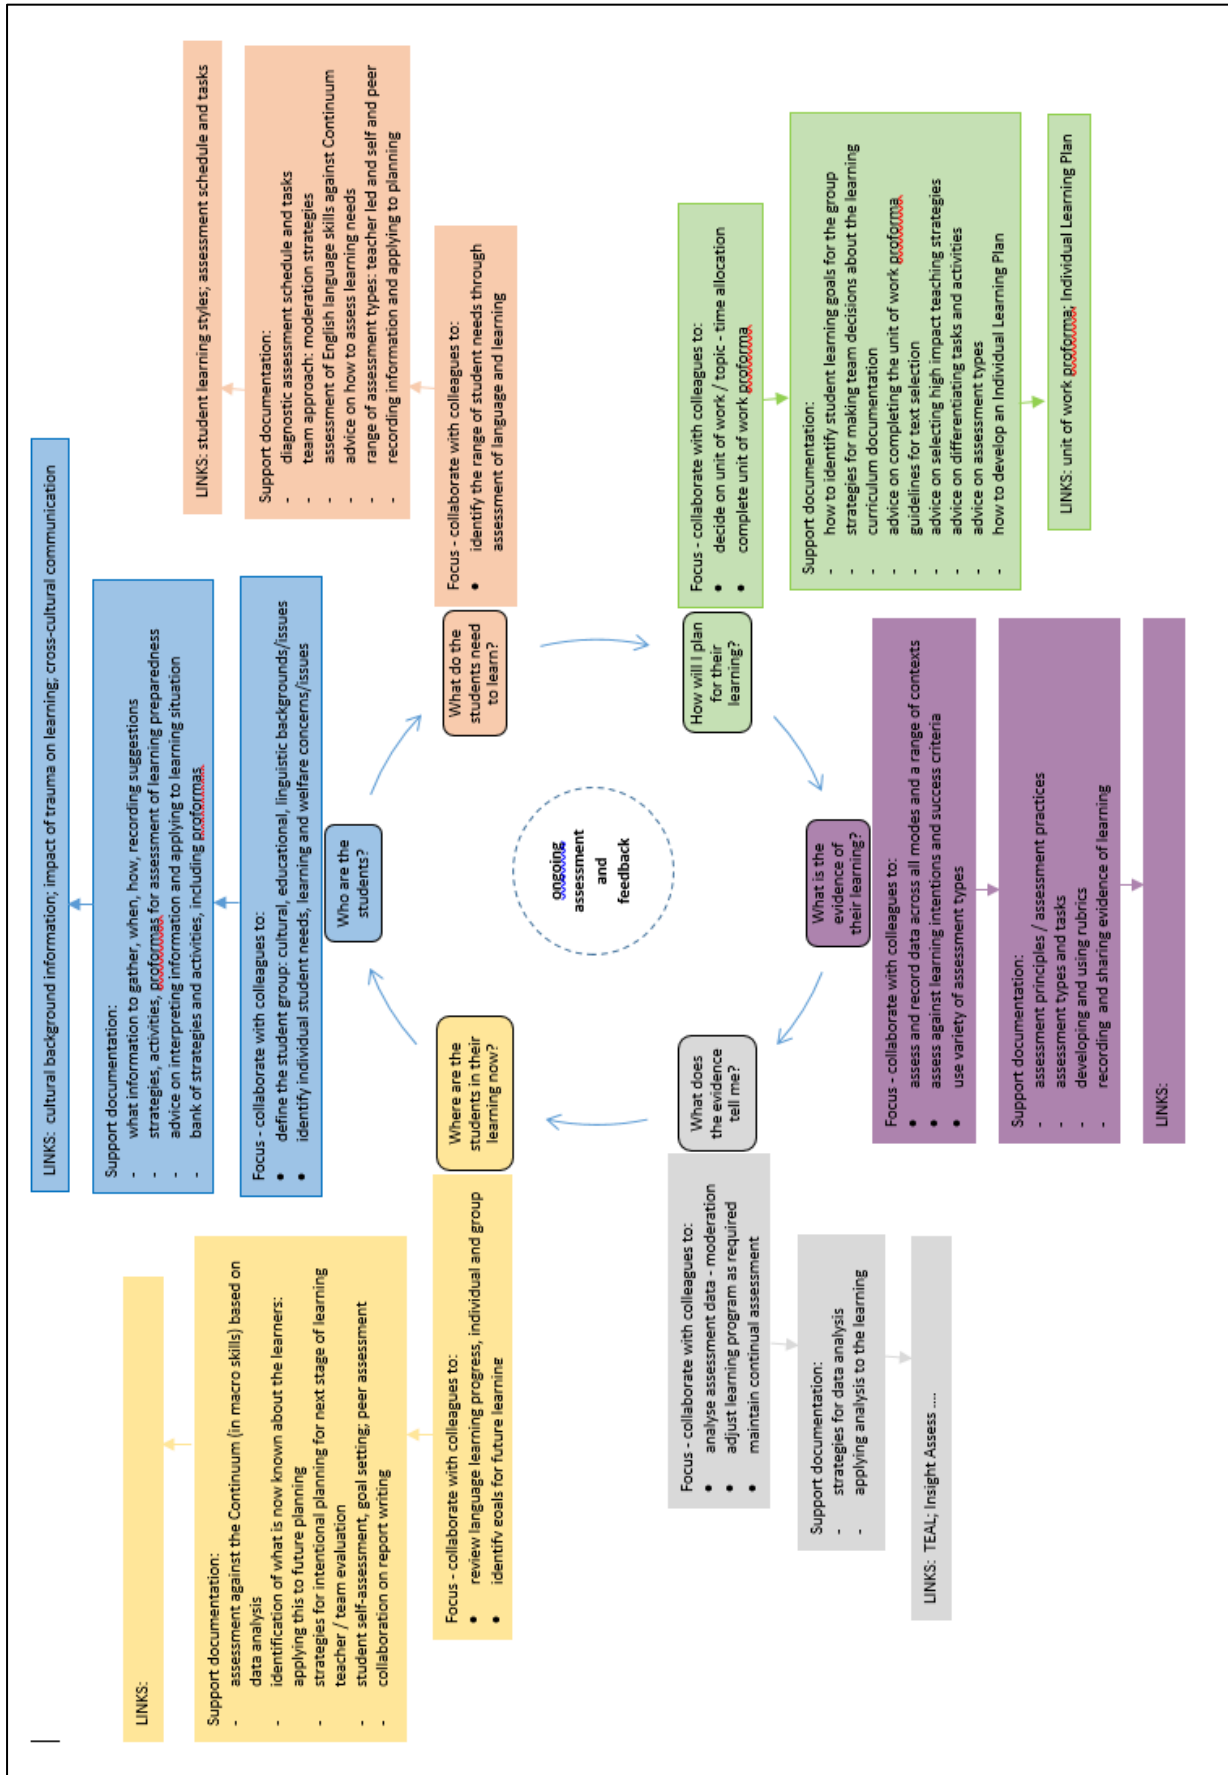 LINKS:  cultural background information; impact of trauma on learning; cross-cultural communication
Support documentation:
- what information to gather, when, how, recording suggestions
- strategies, activities, proformas for assessment of learning preparedness
- advice on interpreting information and applying to learning situation
- bank of strategies and activities, including proformas
Focus - collaborate with colleagues to:
• define the student group: cultural, educational, linguistic backgrounds/issues
• identify individual student needs, learning and welfare concerns/issues
Who are the
students?
LINKS: student learning styles; assessment schedule and tasks
Support documentation:
- diagnostic assessment schedule and tasks
- team approach: moderation strategies
- assessment of English language skills against Continuum
- advice on how to assess learning needs
- range of assessment types: teacher led and self and peer
- recording information and applying to planning
Focus - collaborate with colleagues to:
• identify the range of student needs through
assessment of language and learning
What do the
students need
to learn?
How will I plan
for their
learning?
Focus - collaborate with colleagues to:
• decide on unit of work / topic - time allocation
• complete unit of work proforma
Support documentation:
- how to identify student learning goals for the group
- strategies for making team decisions about the learning
- curriculum documentation
- advice on completing the unit of work proforma
- guidelines for text selection
- advice on selecting high impact teaching strategies
- advice on differentiating tasks and activities
- advice on assessment types
- how to develop an Individual Learning Plan
LINKS: unit of work proforma; Individual Learning Plan
What is the
evidence of
their learning?
Focus - collaborate with colleagues to:
• assess and record data across all modes and a range of contexts
• assess against learning intentions and success criteria
• use variety of assessment types
Support documentation:
- assessment principles / assessment practices
- assessment types and tasks
- developing and using rubrics
- recording and sharing evidence of learning
LINKS:
What does
the evidence
tell me?
Focus - collaborate with colleagues to:
• analyse assessment data - moderation
• adjust learning program as required
• maintain continual assessment
Support documentation:
- strategies for data analysis
- applying analysis to the learning
LINKS:  TEAL; Insight Assess ....
Where are the
students in their
learning now?
Focus - collaborate with colleagues to:
• review language learning progress, individual and group
• identify goals for future learning
Support documentation:
- assessment against the Continuum (in macro skills) based on
data analysis
- identification of what is now known about the learners:
applying this to future planning
- strategies for intentional planning for next stage of learning
- teacher / team evaluation
- student self-assessment, goal setting; peer assessment
- collaboration on report writing
LINKS:
ongoing
assessment
and
feedback